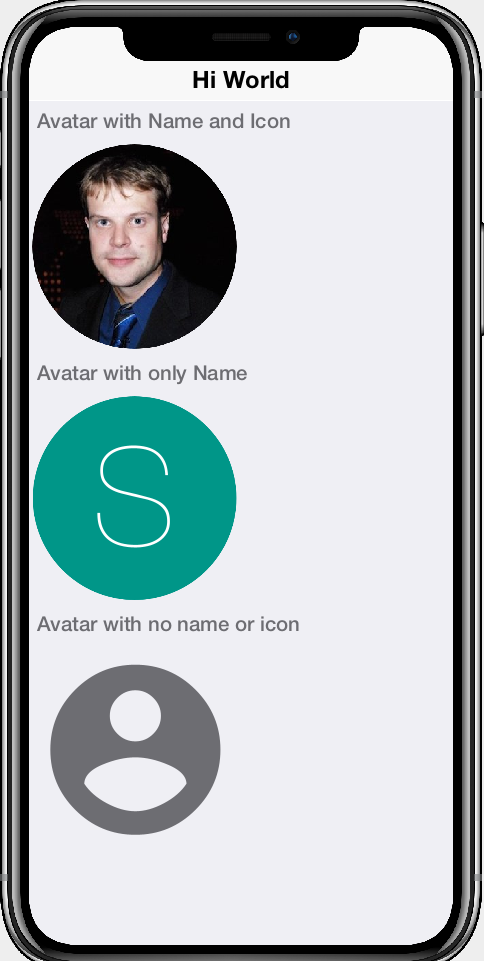 Hi World
Avatar with Name and Icon
Avatar with only Name
S
Avatar with no name or icon